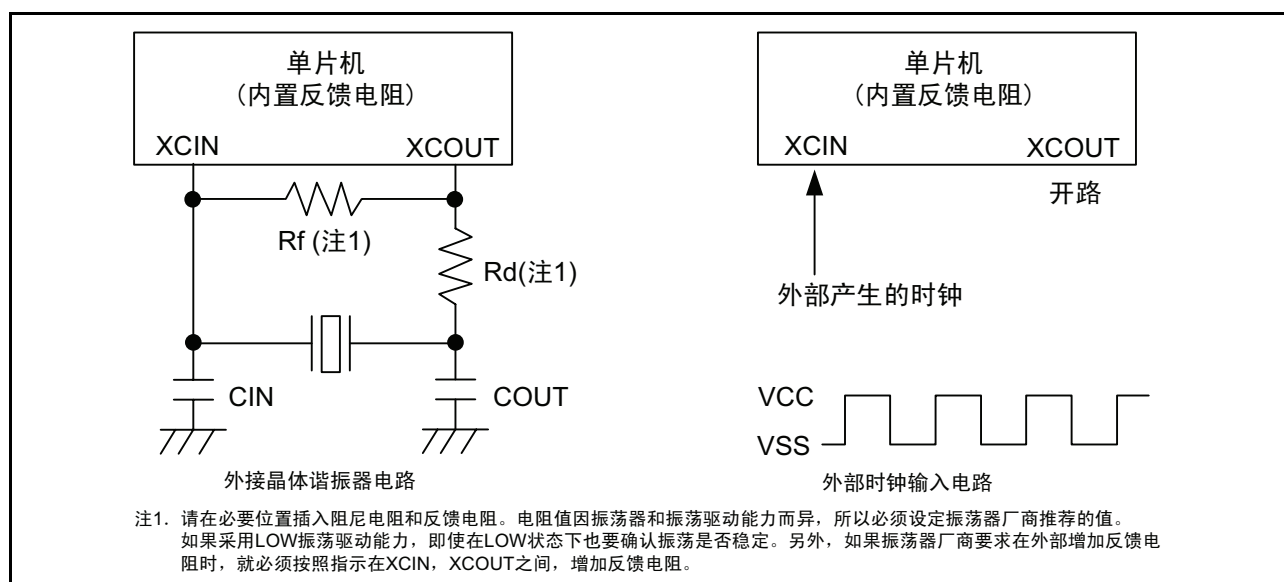 单片机
(内置反馈电阻)
XCIN
XCOUT
Rf (注1)
Rd(注1)
CIN
COUT
外接晶体谐振器电路
单片机
(内置反馈电阻)
XCIN
XCOUT
开路
外部产生的时钟
VCC
VSS
外部时钟输入电路
注1. 请在必要位置插入阻尼电阻和反馈电阻。电阻值因振荡器和振荡驱动能力而异，所以必须设定振荡器厂商推荐的值。
如果采用LOW振荡驱动能力，即使在LOW状态下也要确认振荡是否稳定。另外，如果振荡器厂商要求在外部增加反馈电
阻时，就必须按照指示在XCIN，XCOUT之间，增加反馈电阻。